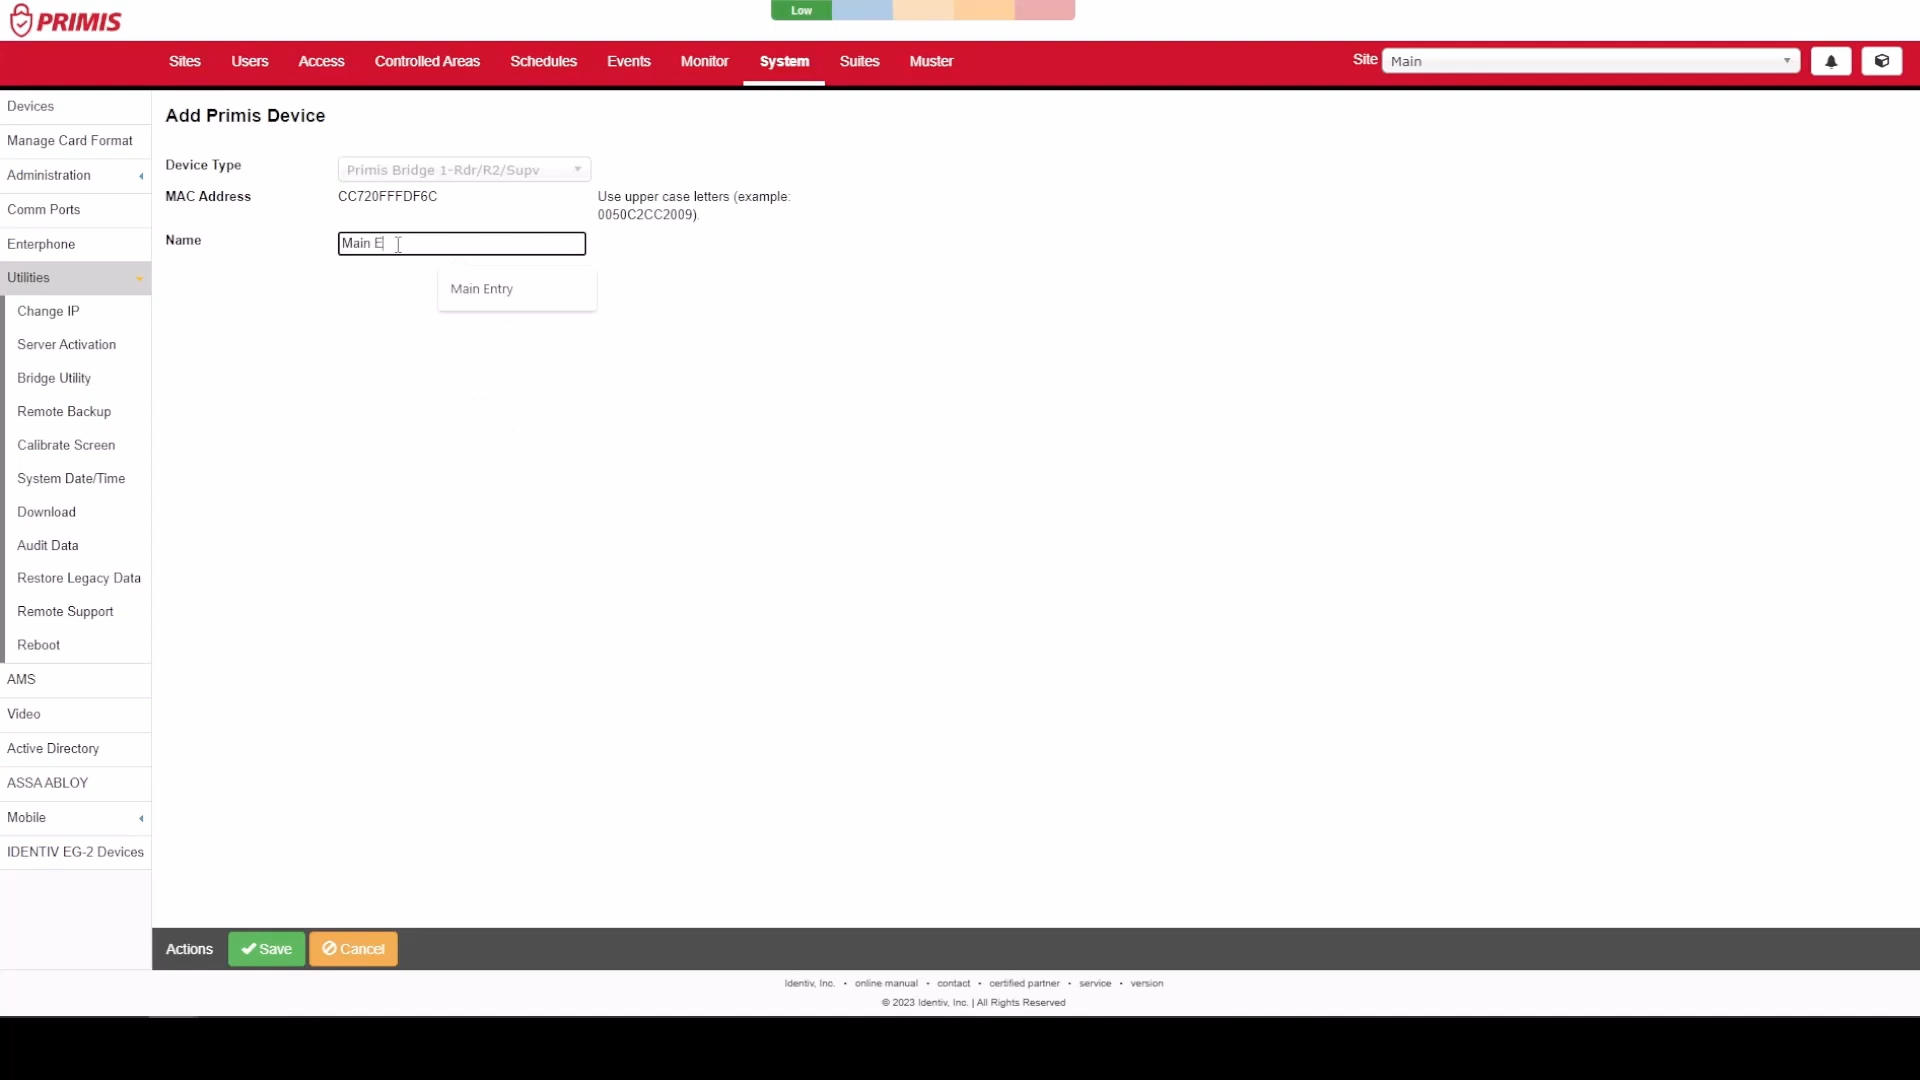 PRIMIS
Low
Sites Users Access Controlled Areas Schedules Events Monitor System Suites Muster Site Main
Devices
Manage Card Format
Administration
Comm Ports
Enterphone
Utilities
Change IP
Server Activation
Bridge Utility
Remote Backup
Calibrate Screen
System Date/Time
Download
Audit Data
Restore Legacy Data
Remote Support
Reboot
AMS
Video
Active Directory
ASSA ABLOY
Mobile
IDENTIV EG-2 Devices
Add Primis Device
Device Type Primis Bridge 1-Rdr/R2/Supv
MAC Address CC720FFFDF6C Use upper case letters (example:
0050C2CC2009).
Name Main E
Main Entry
Actions Save Cancel
Identiv, Inc. • online manual • contact • certified partner • service • version
© 2023 Identiv, Inc. | All Rights Reserved